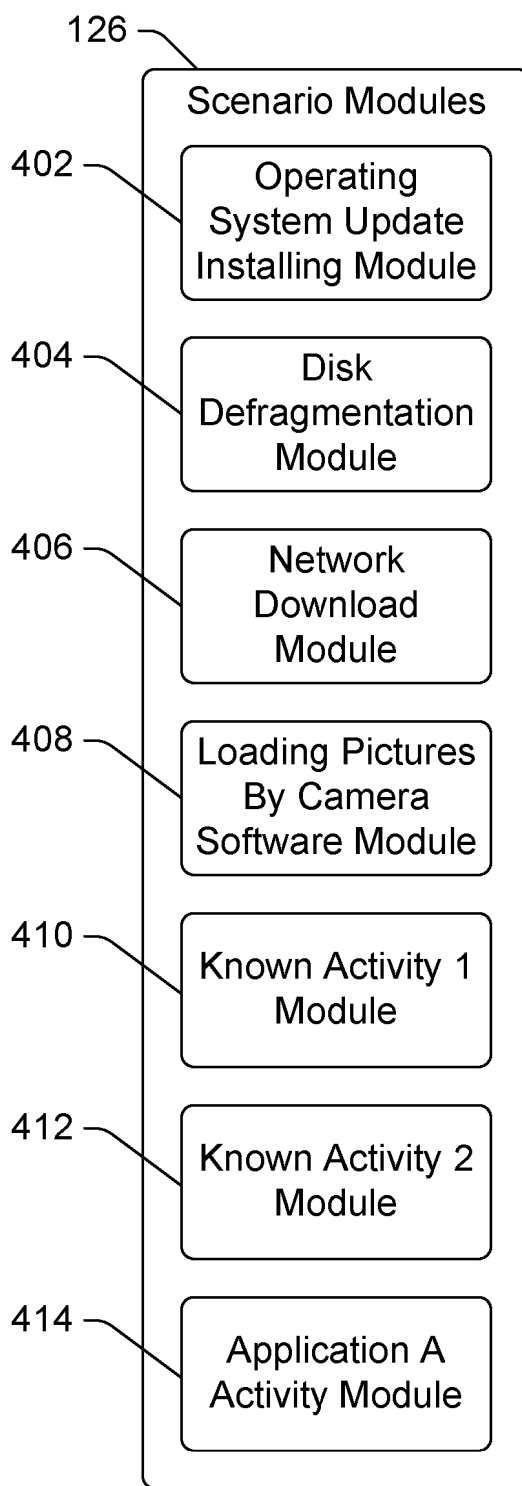 126
Scenario Modules
402
Operating
System Update
Installing Module
404
Disk
Defragmentation
Module
406
Network
Download
Module
408
Loading Pictures
By Camera
Software Module
410
Known Activity 1
Module
412
Known Activity 2
Module
414
Application A
Activity Module